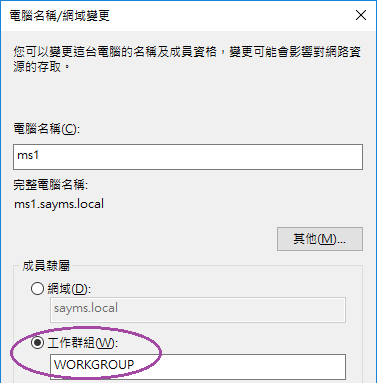 電腦名稱/網域變更
您可以變更這台電腦的名稱及成員資格，變更可能會影響對網路資
源的存取。
電腦名稱(C):
ms1
完整電腦名稱:
ms1.sayms.local
其他(M)...
成員隸屬
網域(D):
sayms.local
工作群組(W):
WORKGROUP